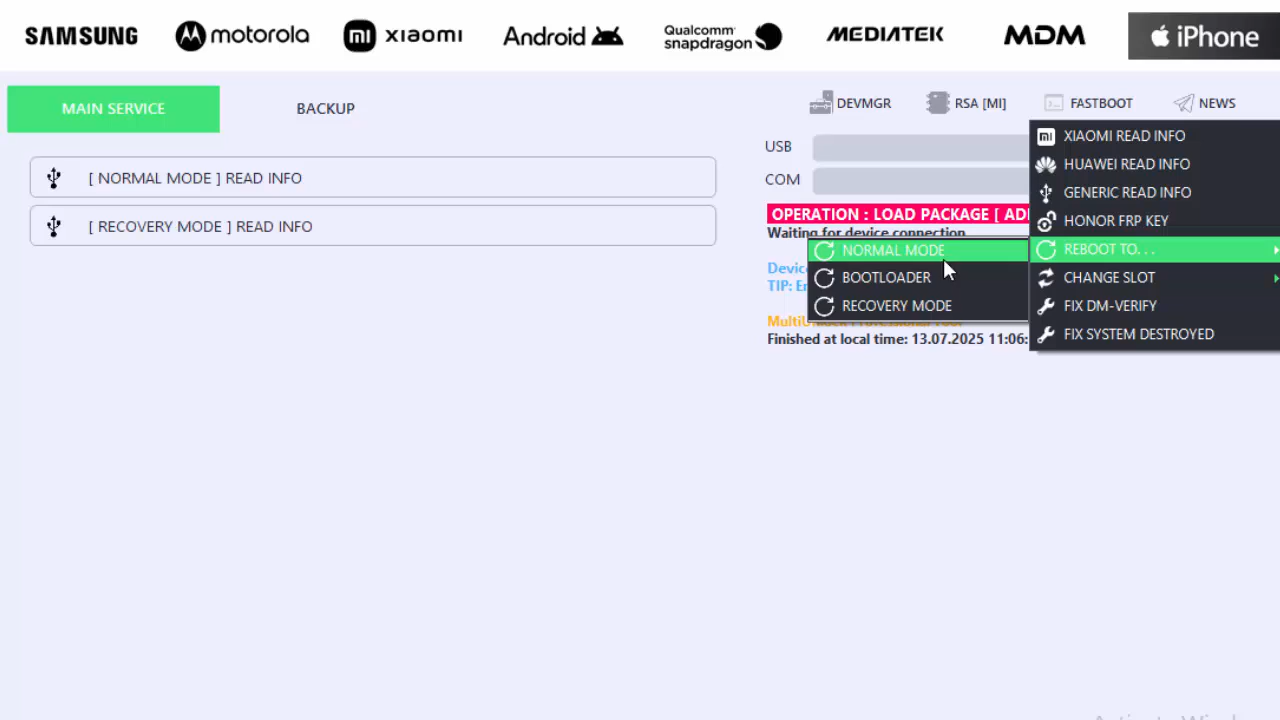 SAMSUNG
motorola
xiaomi
Android
Qualcomm
snapdragon
MEDIATEK
MDM
iPhone
MAIN SERVICE
BACKUP
DEVMGR
RSA [MI]
FASTBOOT
NEWS
USB
COM
[ NORMAL MODE ] READ INFO
[ RECOVERY MODE ] READ INFO
OPERATION : LOAD PACKAGE [
Waiting for device connection
TIP:
Finished at local time: 13.07.2025 11:06:
XIAOMI READ INFO
HUAWEI READ INFO
GENERIC READ INFO
HONOR FRP KEY
REBOOT TO. . .
CHANGE SLOT
FIX DM-VERIFY
FIX SYSTEM DESTROYED
NORMAL MODE
BOOTLOADER
RECOVERY MODE